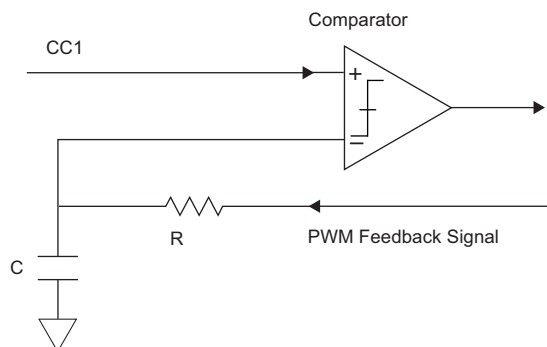 Comparator
CC1
+
−
R
PWM Feedback Signal
C